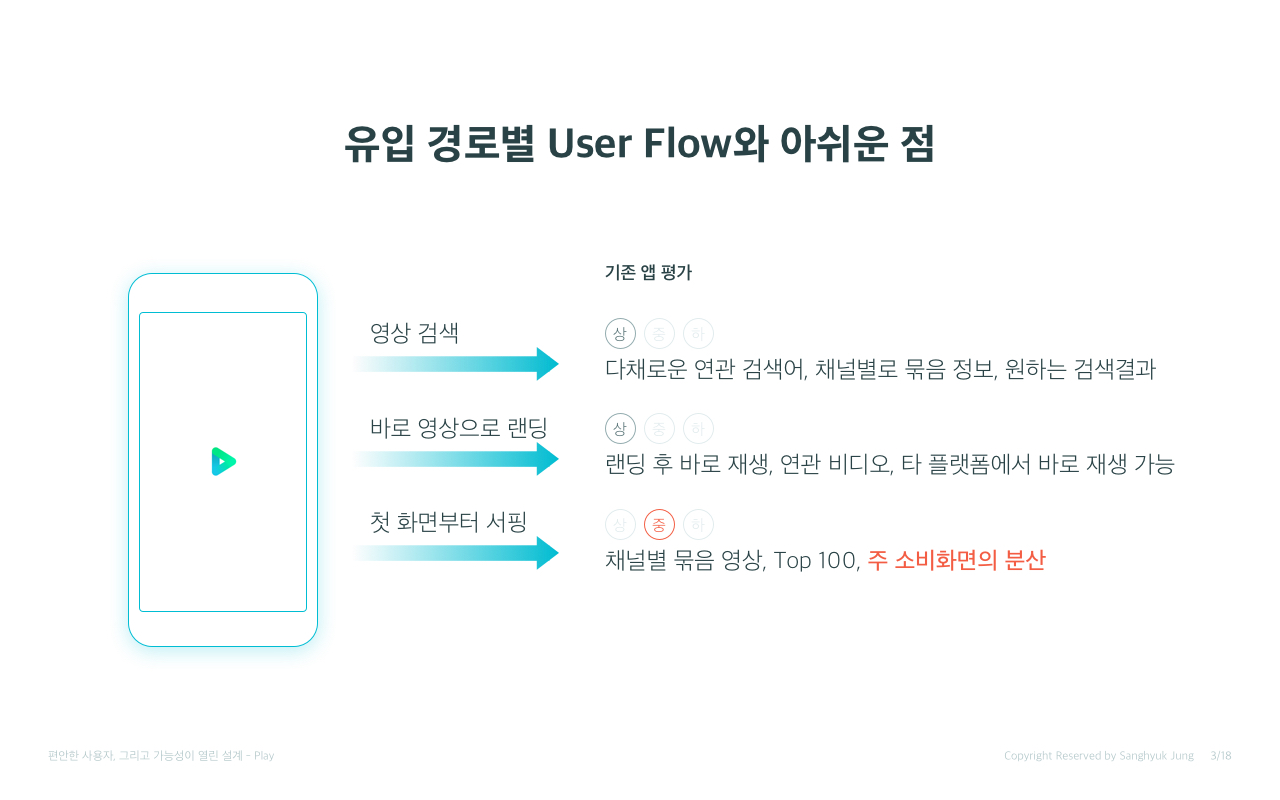 유입 경로별 User Flow와 아쉬운 점
기존 앱 평가
영상 검색
상 중 하
다채로운 연관 검색어, 채널별로 묶음 정보, 원하는 검색결과
바로 영상으로 랜딩
상 중 하
랜딩 후 바로 재생, 연관 비디오, 타 플랫폼에서 바로 재생 가능
첫 화면부터 서핑
상 중 하
채널별 묶음 영상, Top 100, 주 소비화면의 분산
편안한 사용자, 그리고 가능성이 열린 설계 - Play
Copyright Reserved by Sanghyuk Jung 3/18